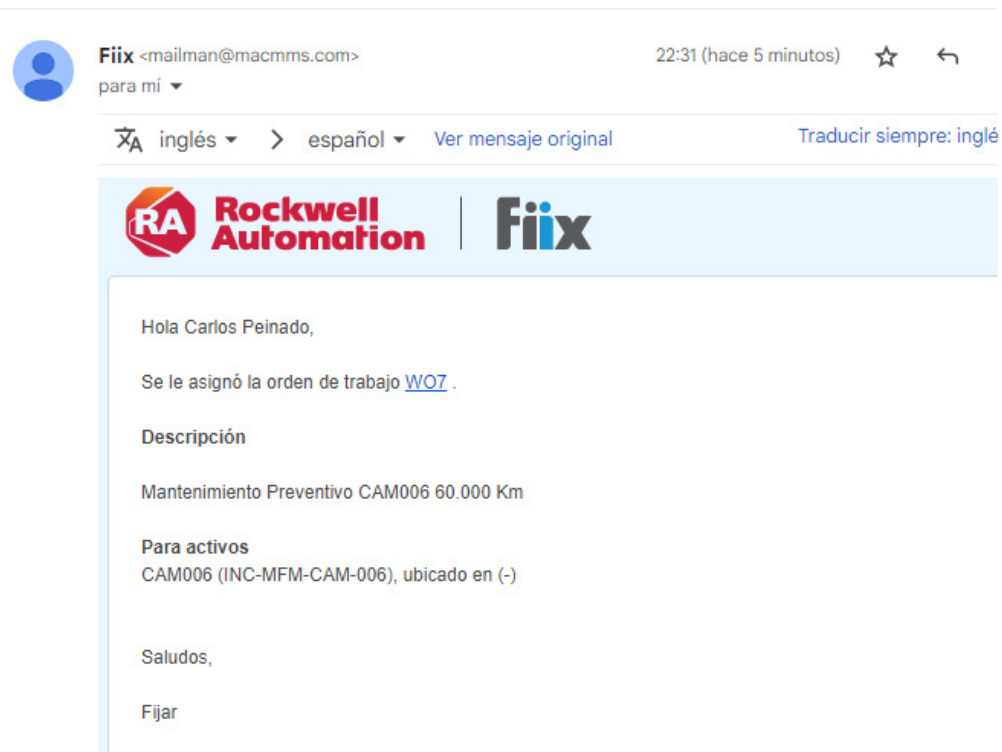 Fiix <mailman@macmms.com> 22:31 (hace 5 minutos)
para mí
inglés > español Ver mensaje original Traducir siempre: inglé
RA Rockwell Automation | Fiix
Hola Carlos Peinado,
Se le asignó la orden de trabajo WO7 .
Descripción
Mantenimiento Preventivo CAM006 60.000 Km
Para activos
CAM006 (INC-MFM-CAM-006), ubicado en (-)
Saludos,
Fijar